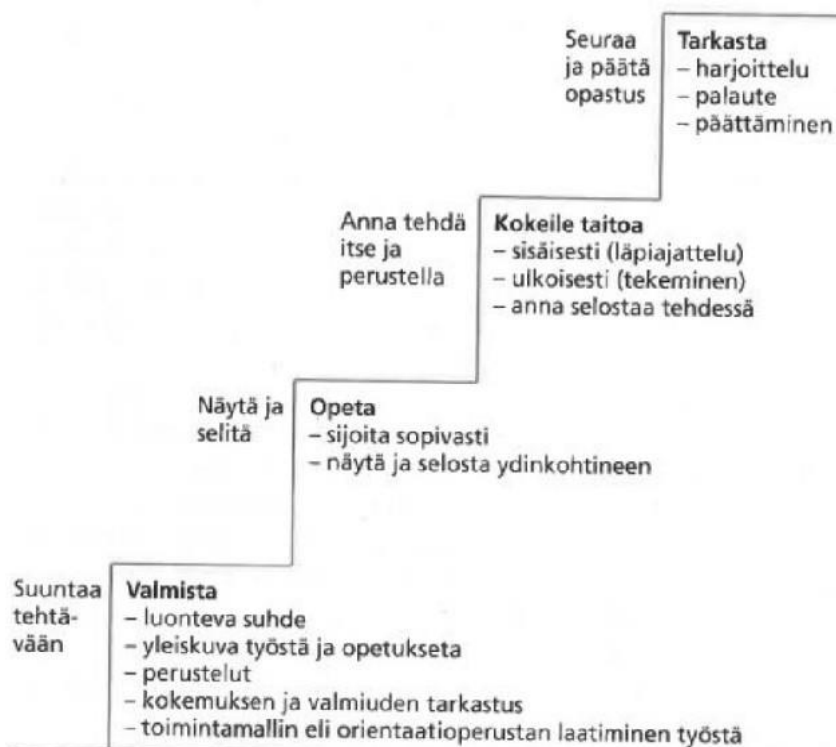 Seuraa
ja päätä
opastus
Tarkasta
– harjoittelu
– palaute
– päättäminen
Anna tehdä
itse ja
perustella
Kokeile taitoa
– sisäisesti (läpiajattelu)
– ulkoisesti (tekeminen)
– anna selostaa tehdessä
Näytä ja
selitä
Opeta
– sijoita sopivasti
– näytä ja selosta ydinkohtineen
Suuntaa
tehtä-
vään
Valmista
– luonteva suhde
– yleiskuva työstä ja opetukseta
– perustelut
– kokemuksen ja valmiuden tarkastus
– toimintamallin eli orientaatioperustan laatiminen työstä